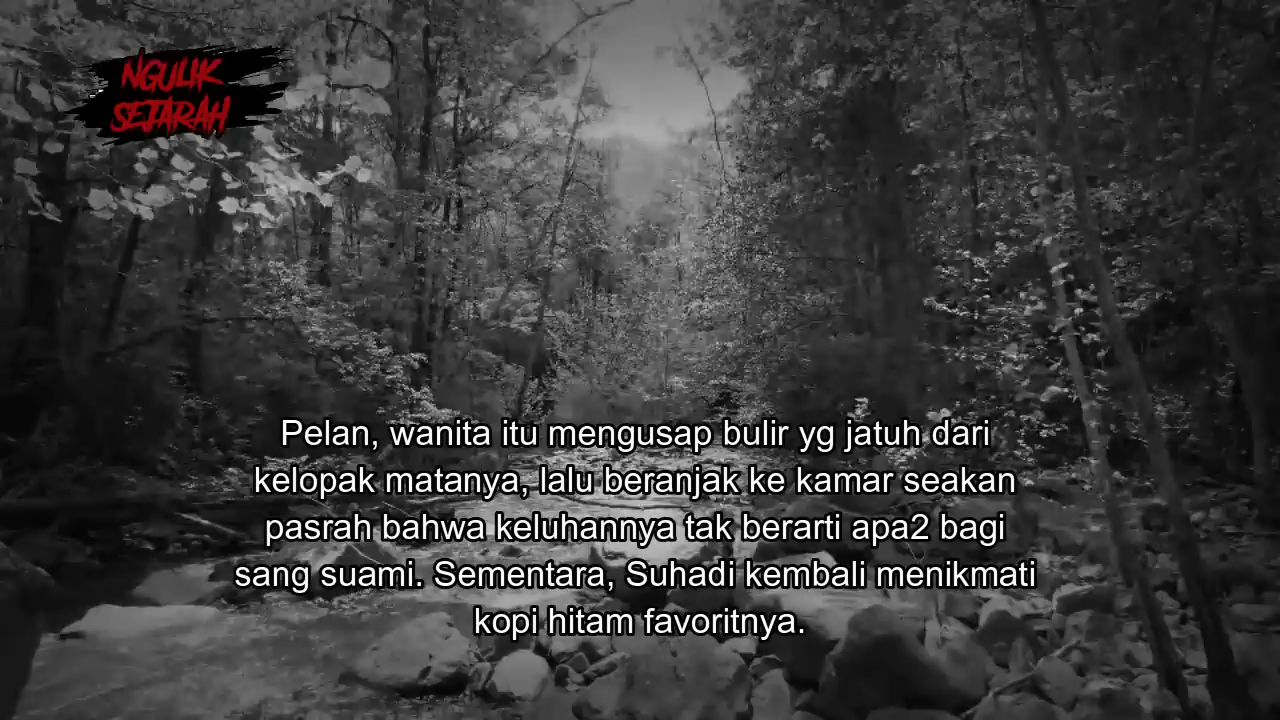 NGULIK
SEJARAH
Pelan, wanita itu mengusap bulir yg jatuh dari
kelopak matanya, lalu beranjak ke kamar seakan
pasrah bahwa keluhannya tak berarti apa2 bagi
sang suami. Sementara, Suhadi kembali menikmati
kopi hitam favoritnya.